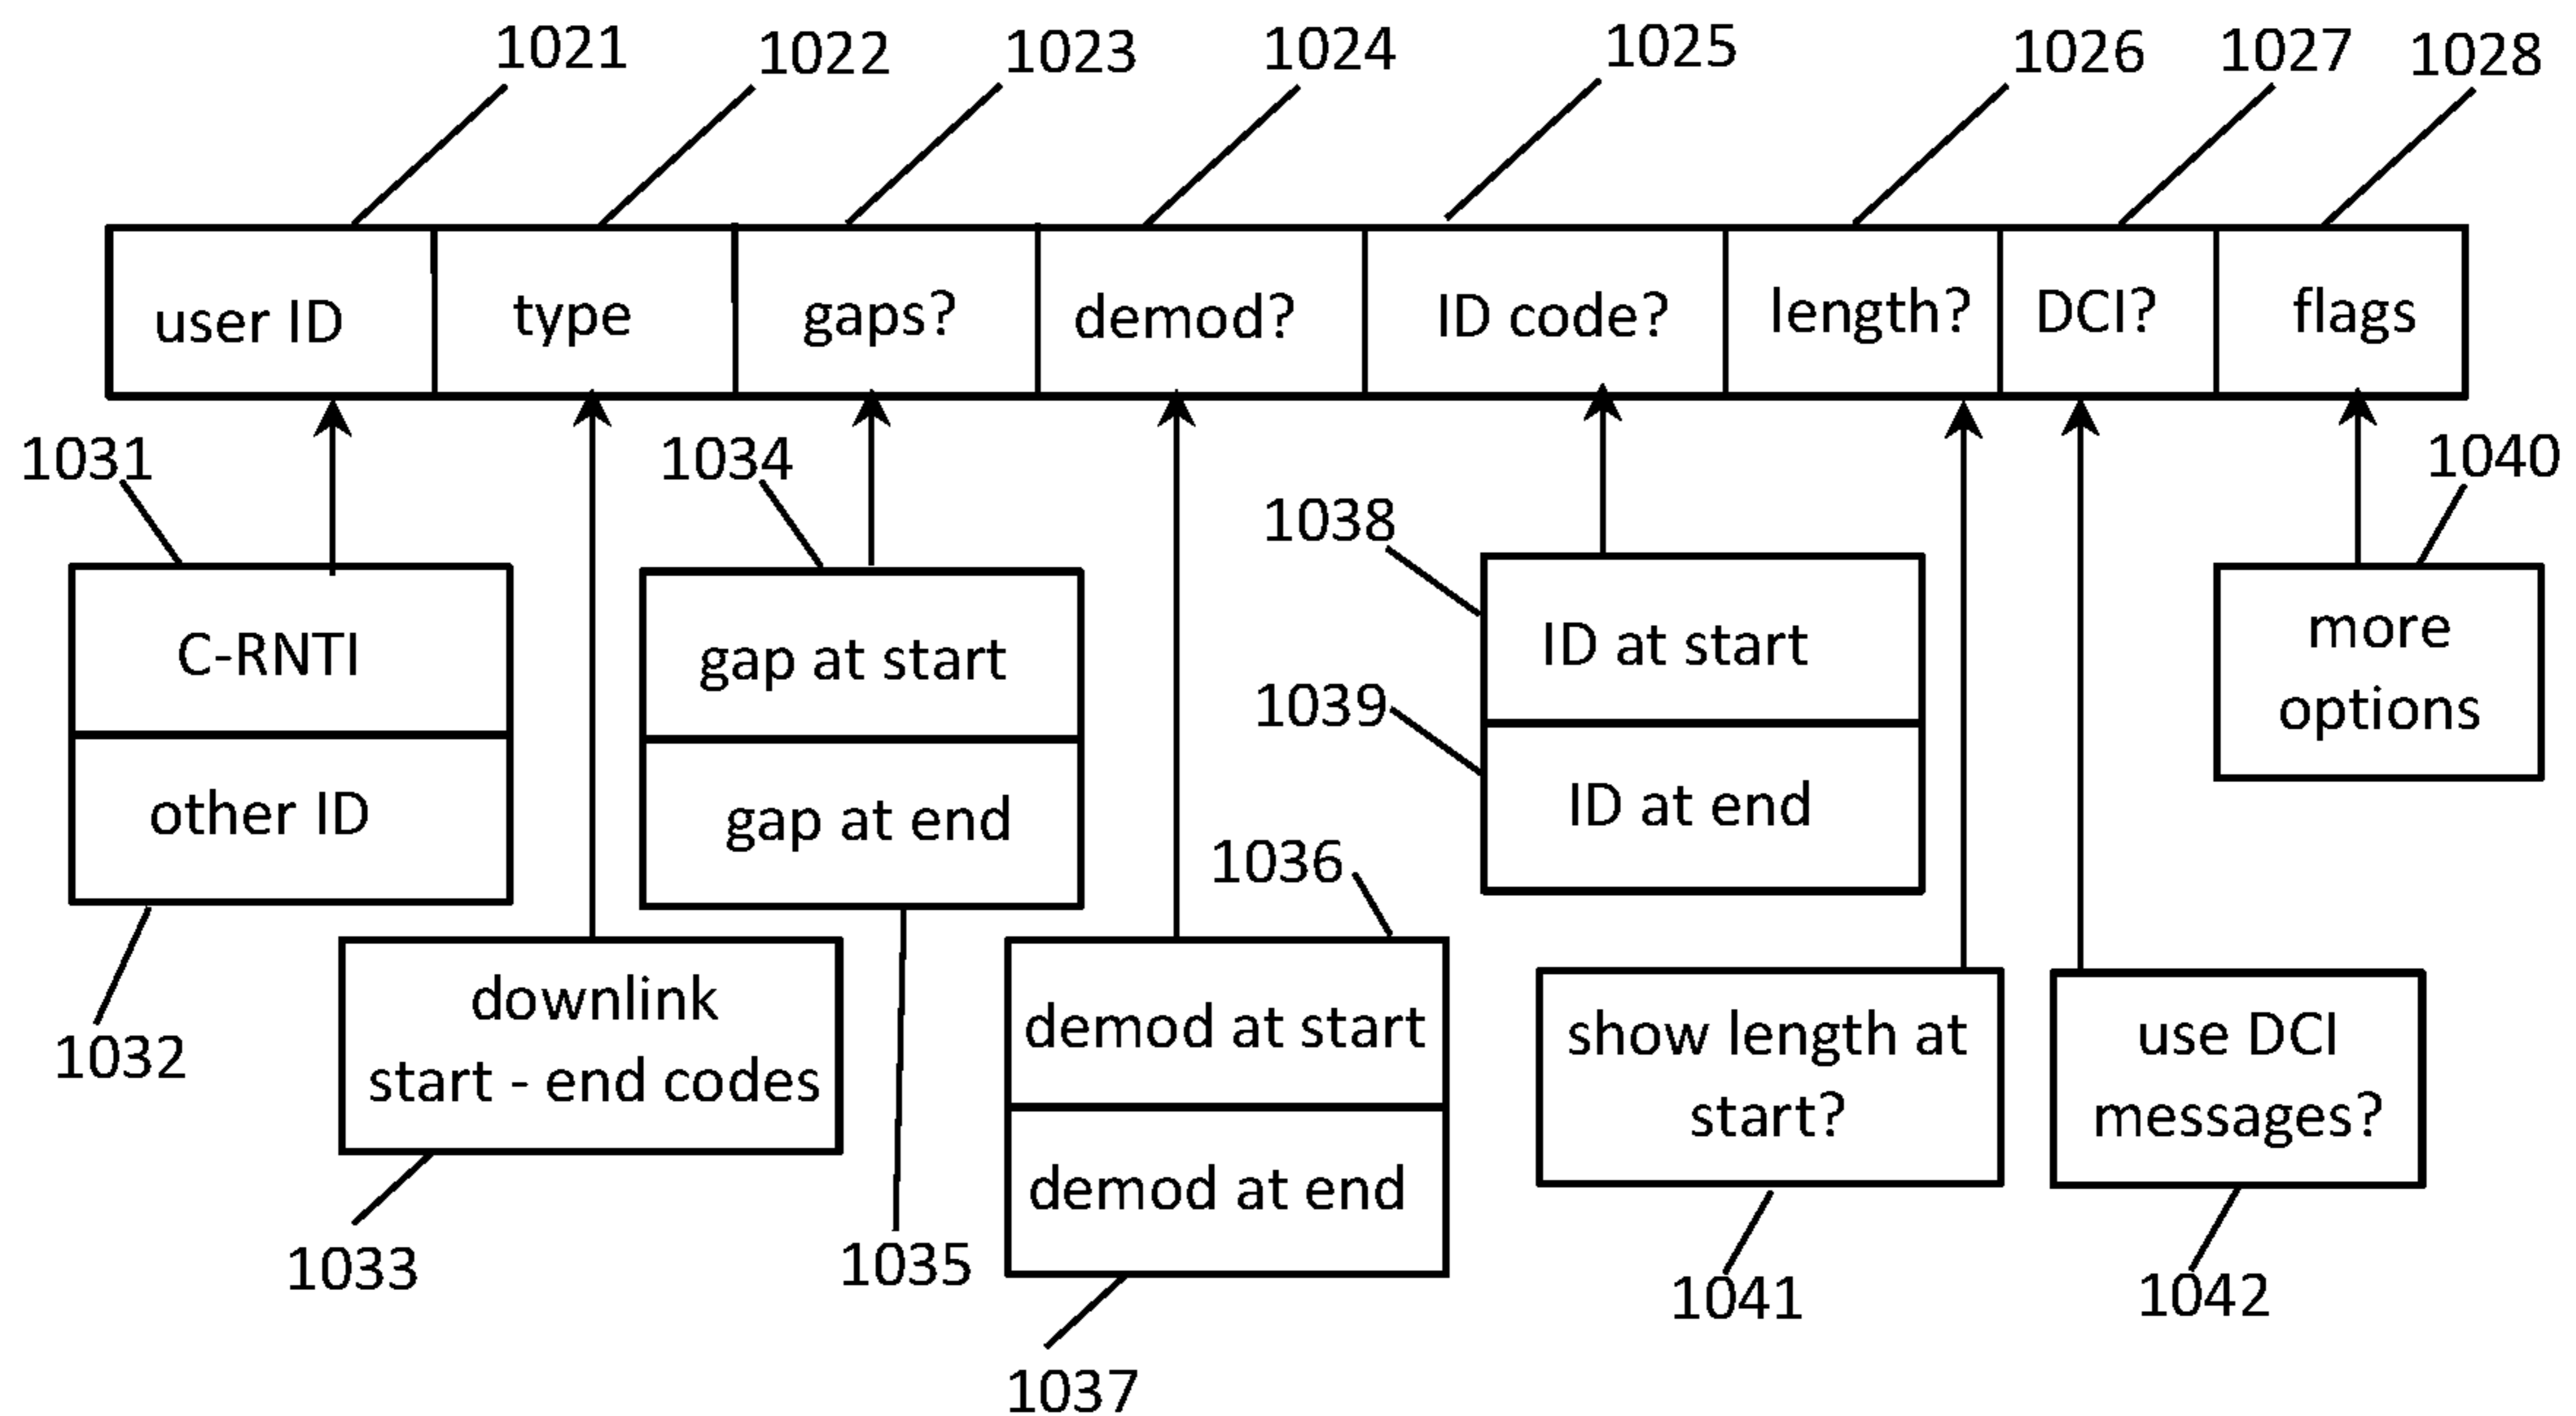 1021
1022
1023
1024
1025
1026
1027
1028
user ID
type
gaps?
demod?
ID code?
length?
DCI?
flags
1031
1034
1038
1040
C-RNTI
other ID
gap at start
gap at end
ID at start
1039
ID at end
more
options
1032
downlink
start - end codes
1033
1035
1036
demod at start
demod at end
1037
show length at
start?
1041
use DCI
messages?
1042